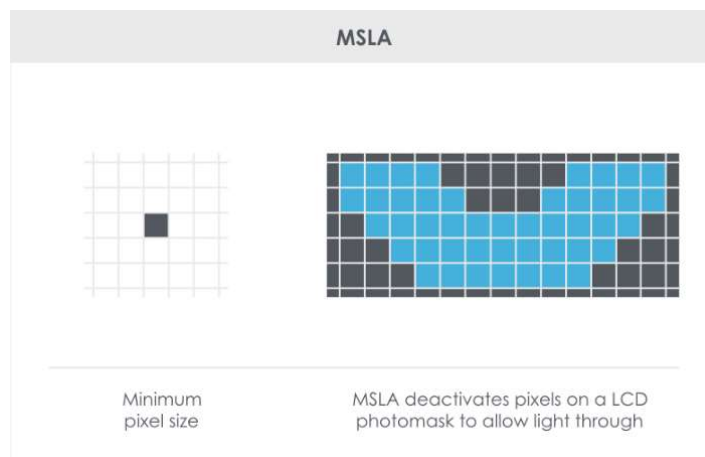 MSLA
Minimum
pixel size
MSLA deactivates pixels on a LCD
photomask to allow light through